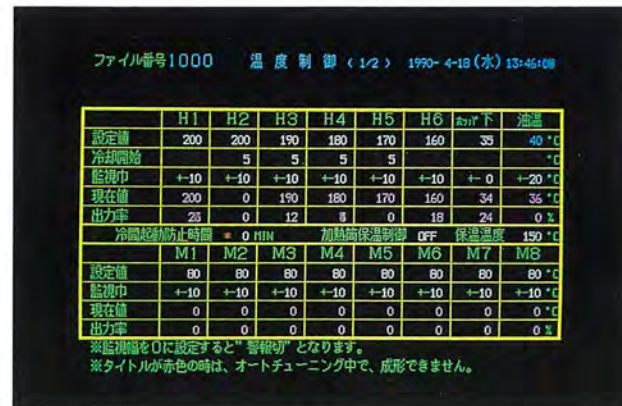 ファイル番号1000 温度制御 (1/2) 1990- 4-18(水) 13:46:08
H1 H2 H3 H4 H5 H6 ホッパ下 油温
設定値 200 200 190 180 170 160 35 40 °C
冷却開始 5 5 5 5 °C
監視巾 +-10 +-10 +-10 +-10 +-10 +-10 +- 0 +-20 °C
現在値 200 0 190 180 170 160 34 36 °C
出力率 0 12 0 18 24 0 %
冷間起動防止時間 * 0 MIN 加熱筒保温制御 OFF 保温温度 150 °C
M1 M2 M3 M4 M5 M6 M7 M8
設定値 80 80 80 80 80 80 80 80 °C
監視巾 +-10 +-10 +-10 +-10 +-10 +-10 +-10 +-10 °C
現在値 0 0 0 0 0 0 0 0 °C
出力率 0 0 0 0 0 0 0 0 %
※監視幅を0に設定すると"警報切"となります。
※タイトルが赤色の時は、オートチューニング中で、成形できません。